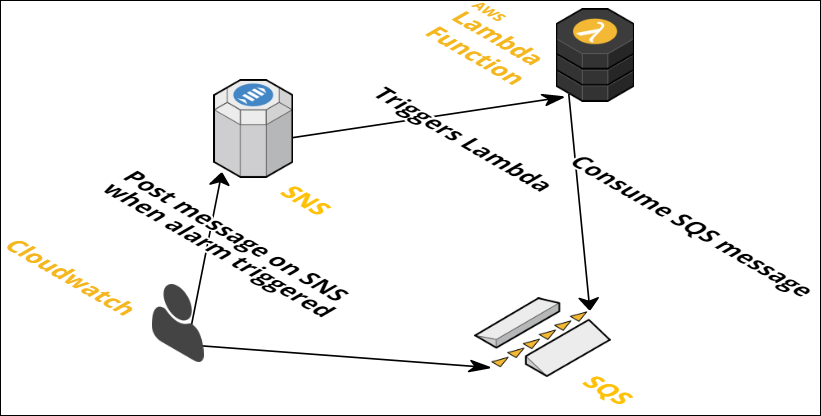 AWS
Lambda
Function
Triggers Lambda
Consume SQS message
SNS
Post message on SNS
when alarm triggered
Cloudwatch
SQS